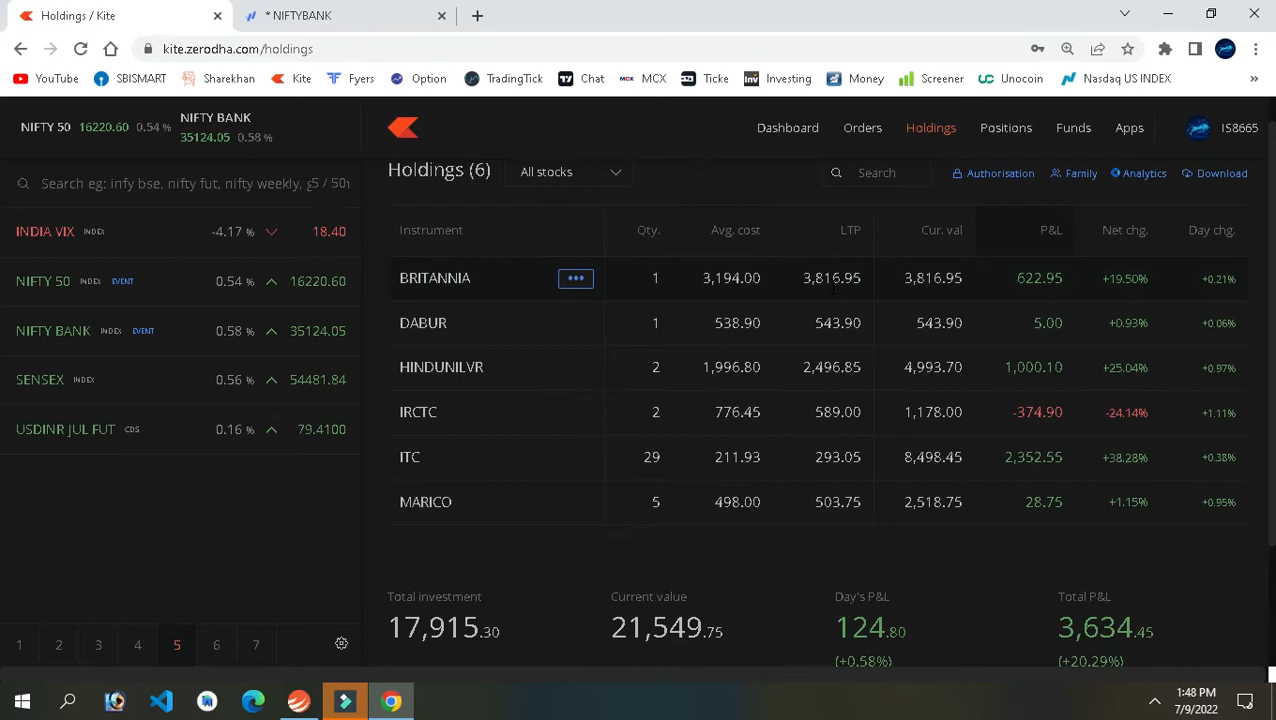 Holdings / Kite
* NIFTYBANK
kite.zerodha.com/holdings
YouTube SBISMART Sharekhan Kite Fyers Option TradingTick Chat MCX Ticke Investing Money Screener Unocoin Nasdaq US INDEX
NIFTY 50 16220.60 0.54 %
NIFTY BANK
35124.05 0.58 %
Dashboard Orders Holdings Positions Funds Apps IS8665
Search eg: infy bse, nifty fut, nifty weekly, g 5 / 50
INDIA VIX INDEX -4.17 % 18.40
NIFTY 50 INDEX EVENT 0.54 % 16220.60
NIFTY BANK INDEX EVENT 0.58 % 35124.05
SENSEX INDEX 0.56 % 54481.84
USDINR JUL FUT CDS 0.16 % 79.4100
1 2 3 4 5 6 7
Holdings (6) All stocks Search Authorisation Family Analytics Download
Instrument Qty. Avg. cost LTP Cur. val P&L Net chg. Day chg.
BRITANNIA ••• 1 3,194.00 3,816.95 3,816.95 622.95 +19.50% +0.21%
DABUR 1 538.90 543.90 543.90 5.00 +0.93% +0.06%
HINDUNILVR 2 1,996.80 2,496.85 4,993.70 1,000.10 +25.04% +0.97%
IRCTC 2 776.45 589.00 1,178.00 -374.90 -24.14% +1.11%
ITC 29 211.93 293.05 8,498.45 2,352.55 +38.28% +0.38%
MARICO 5 498.00 503.75 2,518.75 28.75 +1.15% +0.95%
Total investment Current value Day's P&L Total P&L
17,915.30 21,549.75 124.80 3,634.45
(+0.58%) (+20.29%)
1:48 PM
7/9/2022